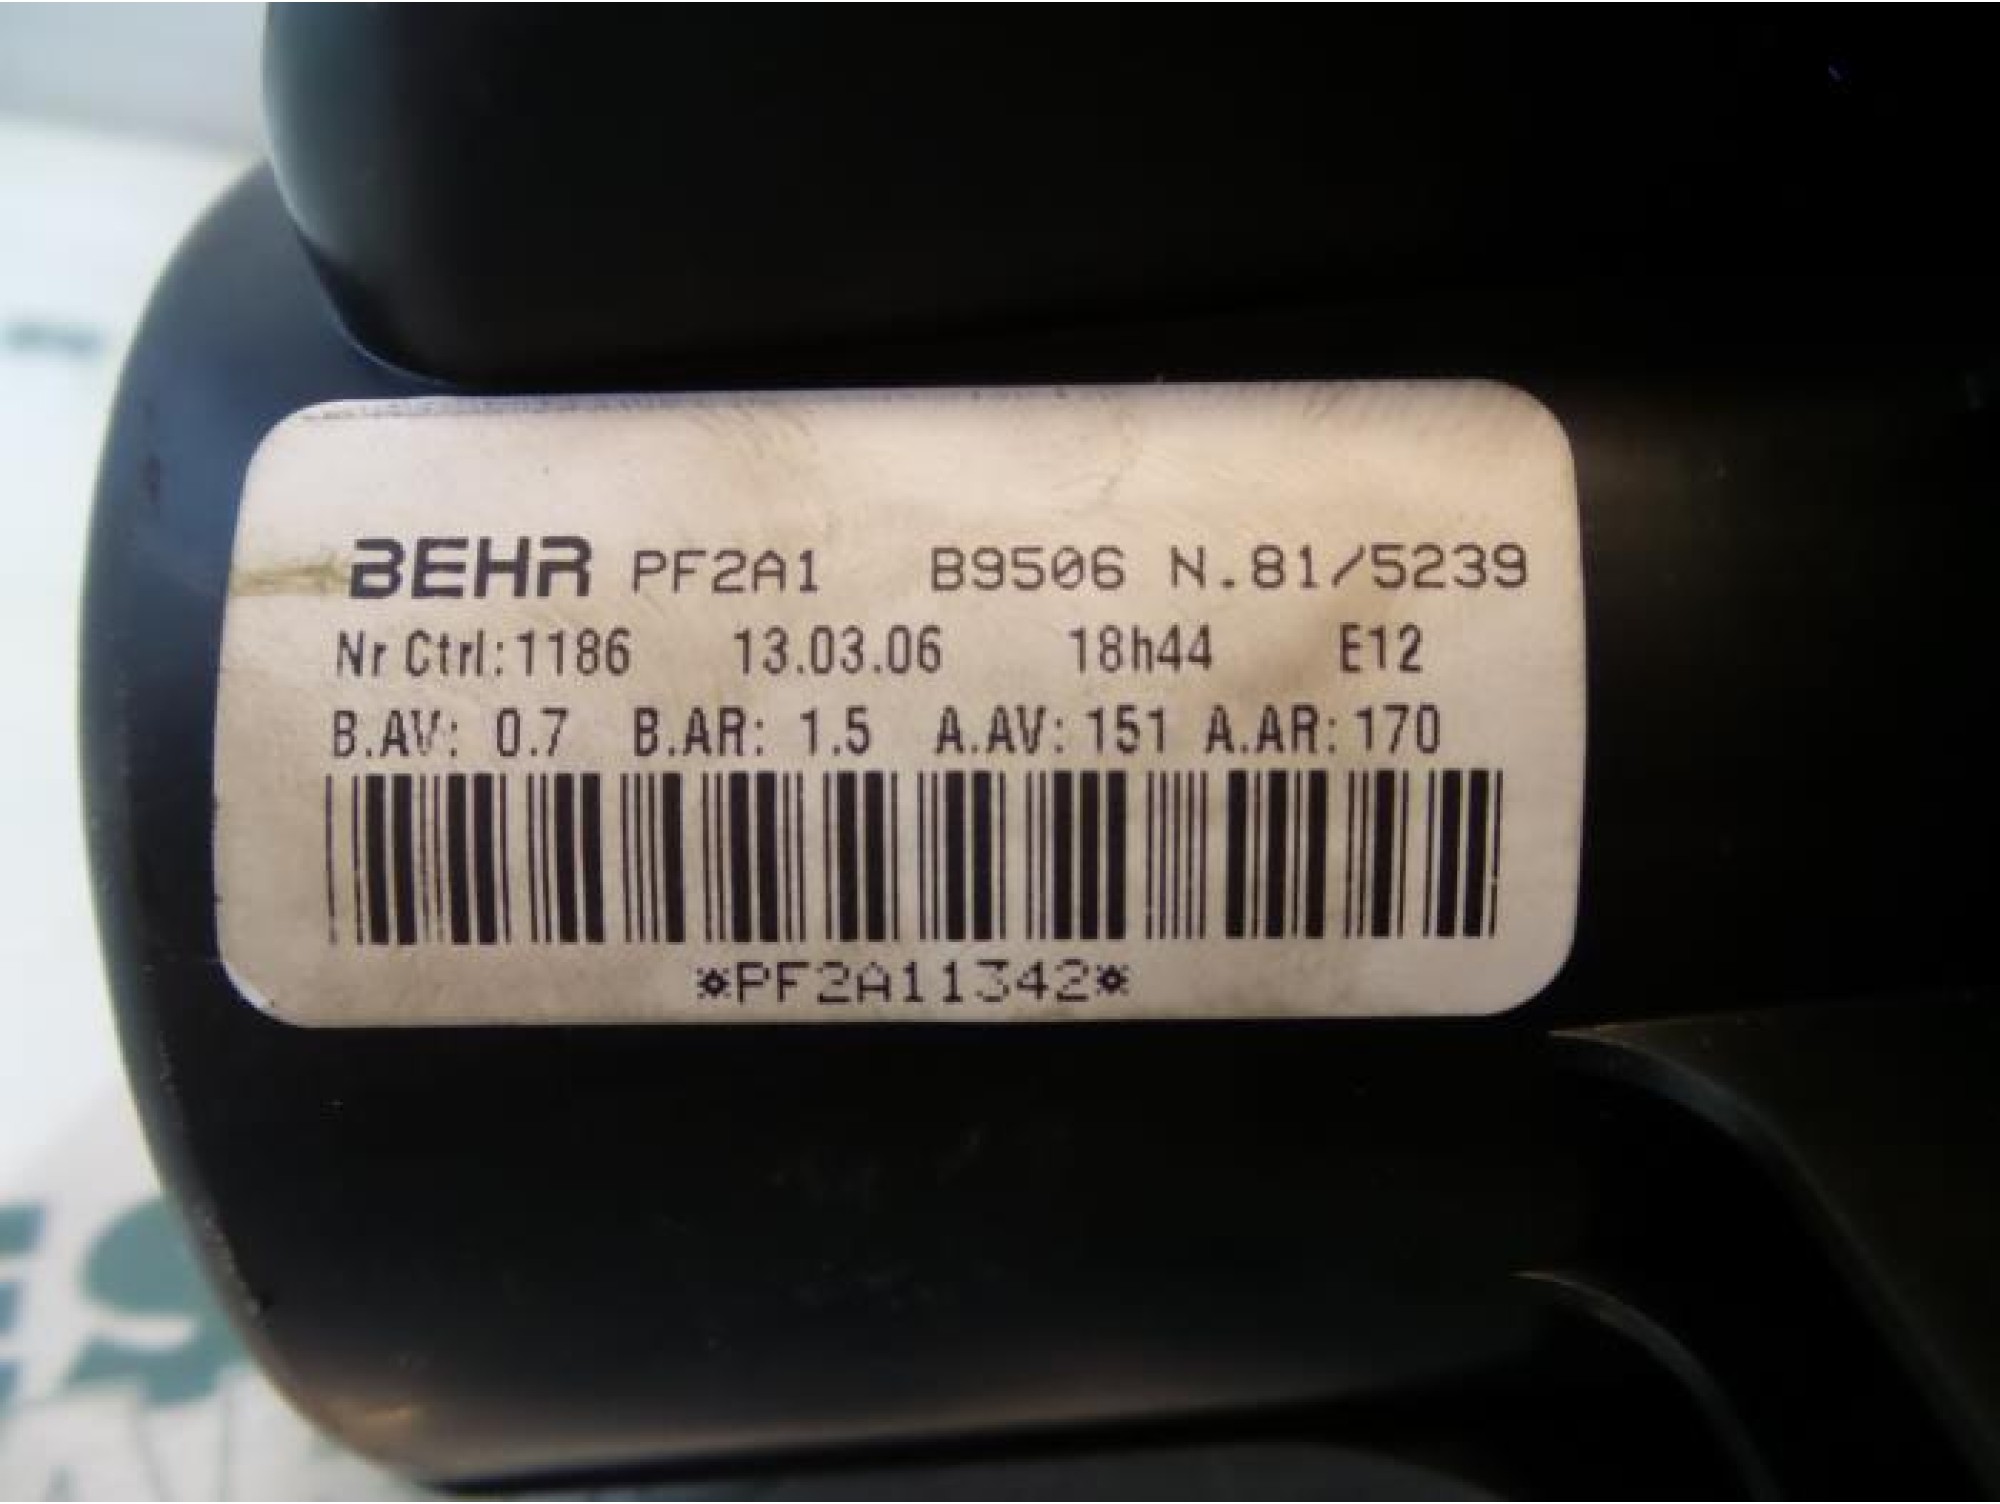 BEHR PF2A1 B9506 N.81/5239
Nr Ctrl:1186 13.03.06 18h44 E12
B.AV: 0.7 B.AR: 1.5 A.AV: 151 A.AR: 170
*PF2A11342*